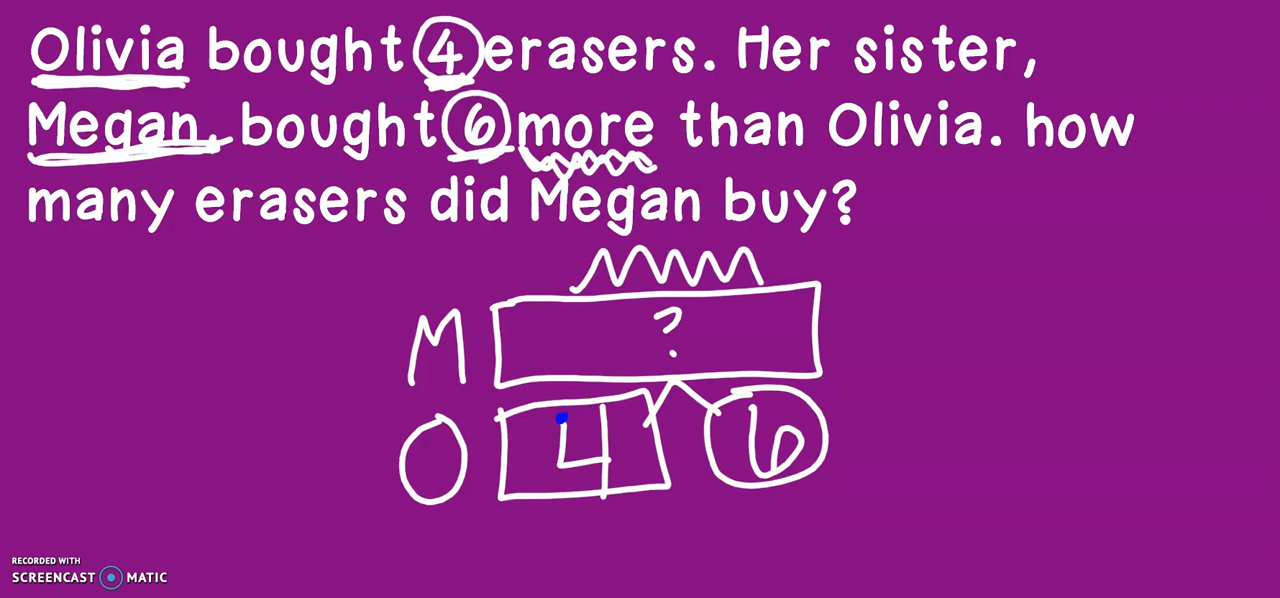 Olivia bought 4 erasers. Her sister,
Megan, bought 6 more than Olivia. how
many erasers did Megan buy?
M ?
O 4 6
RECORDED WITH
SCREENCAST MATIC